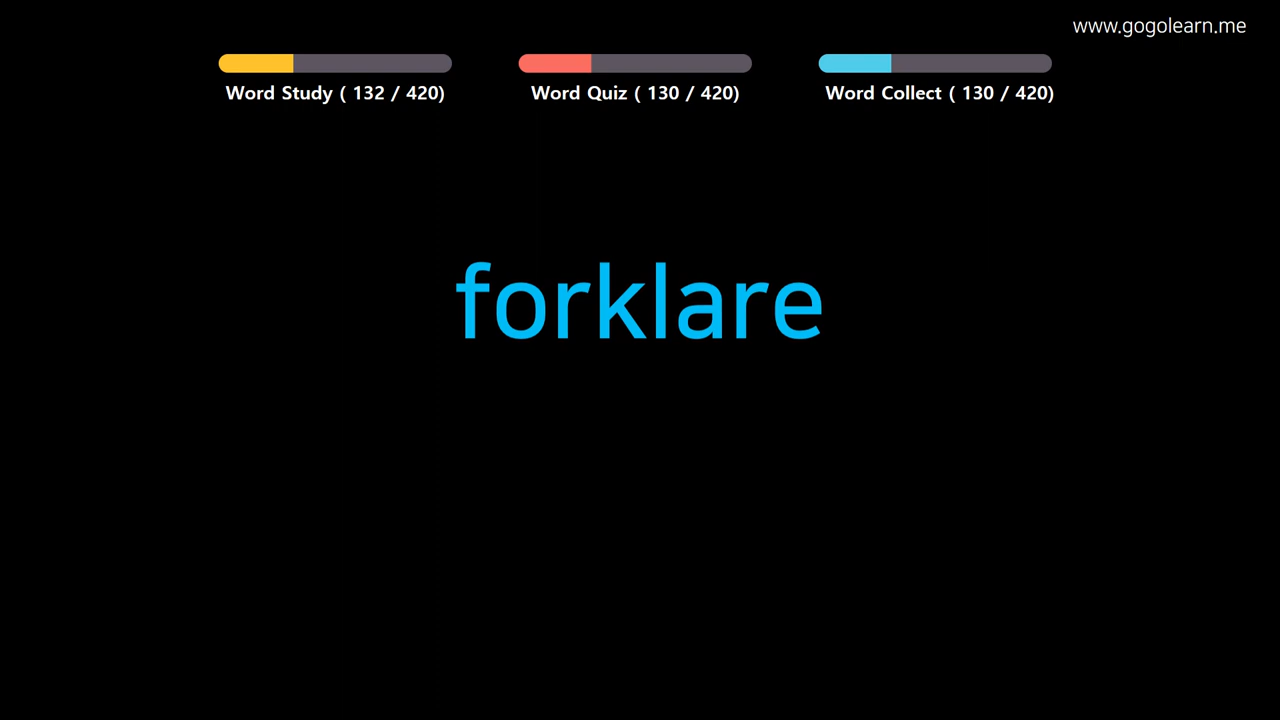 www.gogolearn.me
Word Study ( 132 / 420)
Word Quiz ( 130 / 420)
Word Collect ( 130 / 420)
forklare